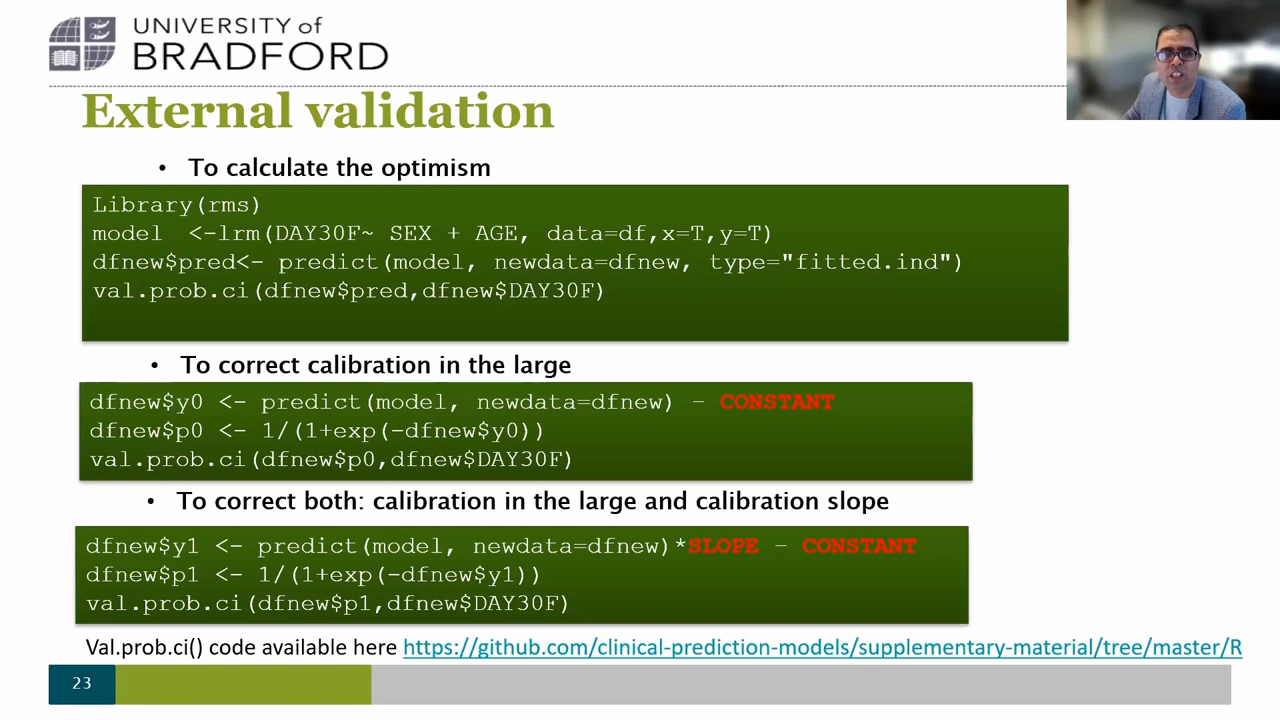 UNIVERSITY of
BRADFORD
External validation
• To calculate the optimism
Library(rms)
model <-lrm(DAY30F~ SEX + AGE, data=df,x=T,y=T)
dfnew$pred<- predict(model, newdata=dfnew, type="fitted.ind")
val.prob.ci(dfnew$pred,dfnew$DAY30F)
• To correct calibration in the large
dfnew$y0 <- predict(model, newdata=dfnew) – CONSTANT
dfnew$p0 <- 1/(1+exp(-dfnew$y0))
val.prob.ci(dfnew$p0,dfnew$DAY30F)
• To correct both: calibration in the large and calibration slope
dfnew$y1 <- predict(model, newdata=dfnew)*SLOPE – CONSTANT
dfnew$p1 <- 1/(1+exp(-dfnew$y1))
val.prob.ci(dfnew$p1,dfnew$DAY30F)
Val.prob.ci() code available here https://github.com/clinical-prediction-models/supplementary-material/tree/master/R
23